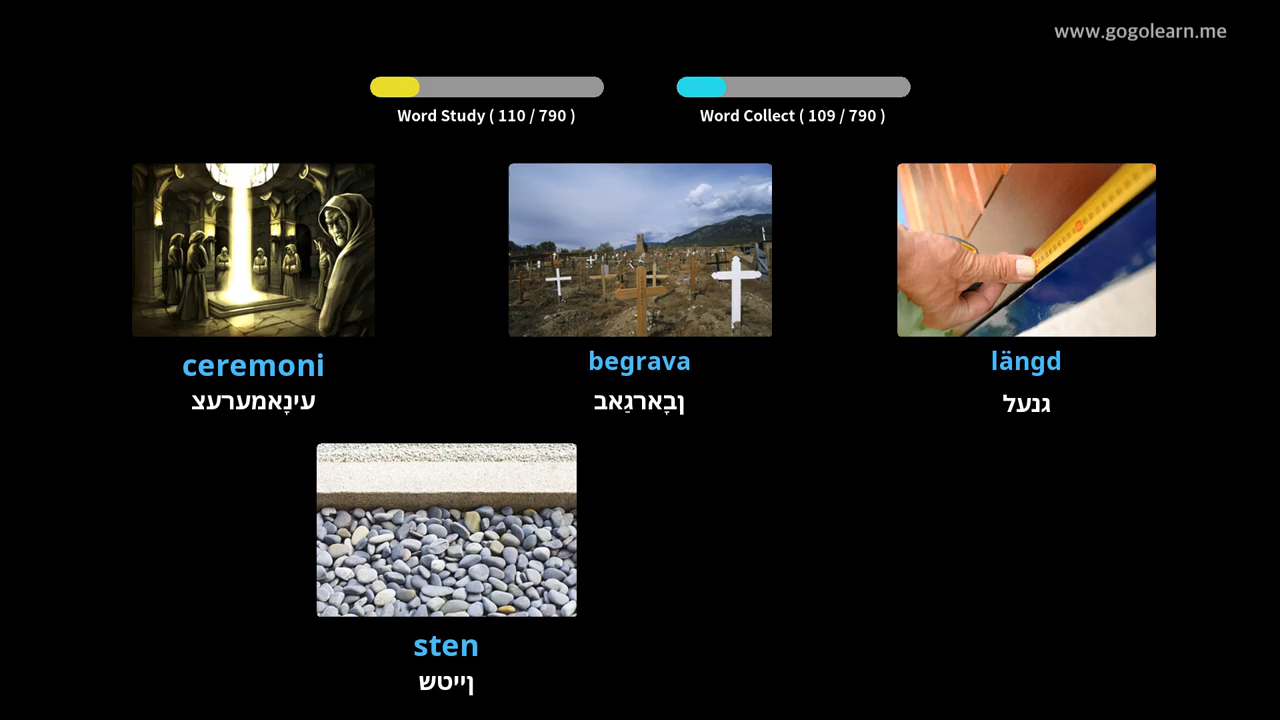 www.gogolearn.me
Word Study ( 110 / 790 )
Word Collect ( 109 / 790 )
ceremoni
עינָאמערעצ
begrava
ןבָארגַאב
längd
גנעל
sten
ןייטש